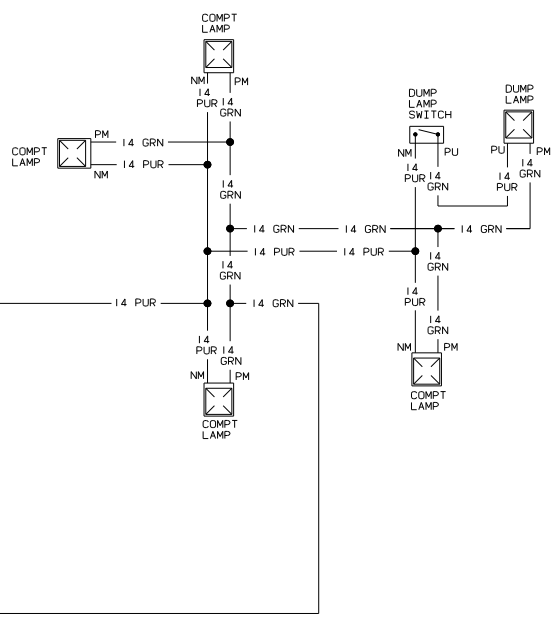 COMPT
LAMP
NM PM
14
PUR
14
GRN
DUMP
LAMP
SWITCH
DUMP
LAMP
PM
14 GRN
COMPT
LAMP
14 PUR
NM
NM PU
PU PM
14
PUR
14
GRN
14
PUR
14
GRN
14
GRN
14 GRN
14 GRN
14 GRN
14 PUR
14 PUR
14
GRN
14
GRN
14 PUR
14 GRN
14
PUR
14
GRN
14
PUR
14
GRN
NM PM
NM PM
COMPT
LAMP
COMPT
LAMP